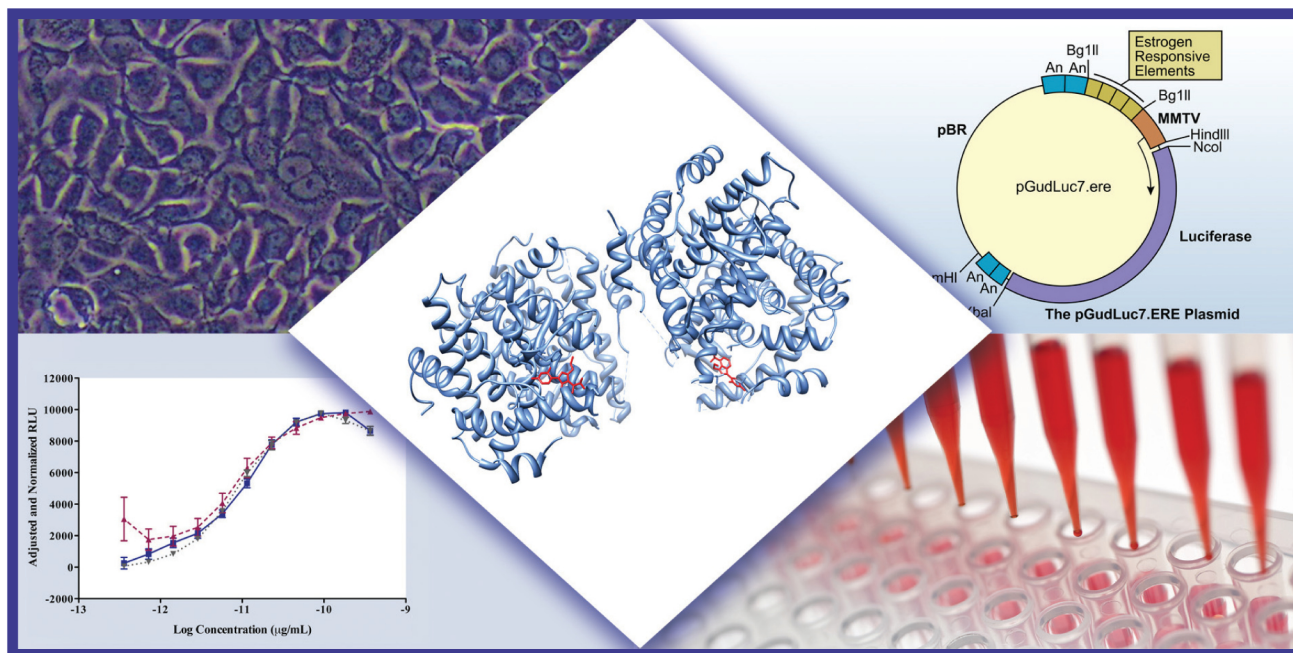 Estrogen
Responsive
Elements
Bg1II
An
An
Bg1II
MMTV
HindIII
NcoI
pBR
pGudLuc7.ere
Luciferase
mHI
An
An
XbaI
The pGudLuc7.ERE Plasmid
12000
10000
8000
6000
4000
2000
0
-2000
Adjusted and Normalized RLU
-13
-12
-11
-10
-9
Log Concentration (µg/mL)